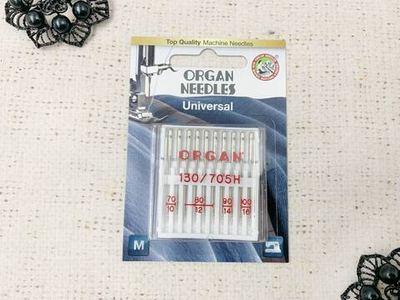 Top Quality Machine Needles
ORGAN
NEEDLES
Universal
ORGAN
130/705H
70 80 90 100
10 12 14 16
M